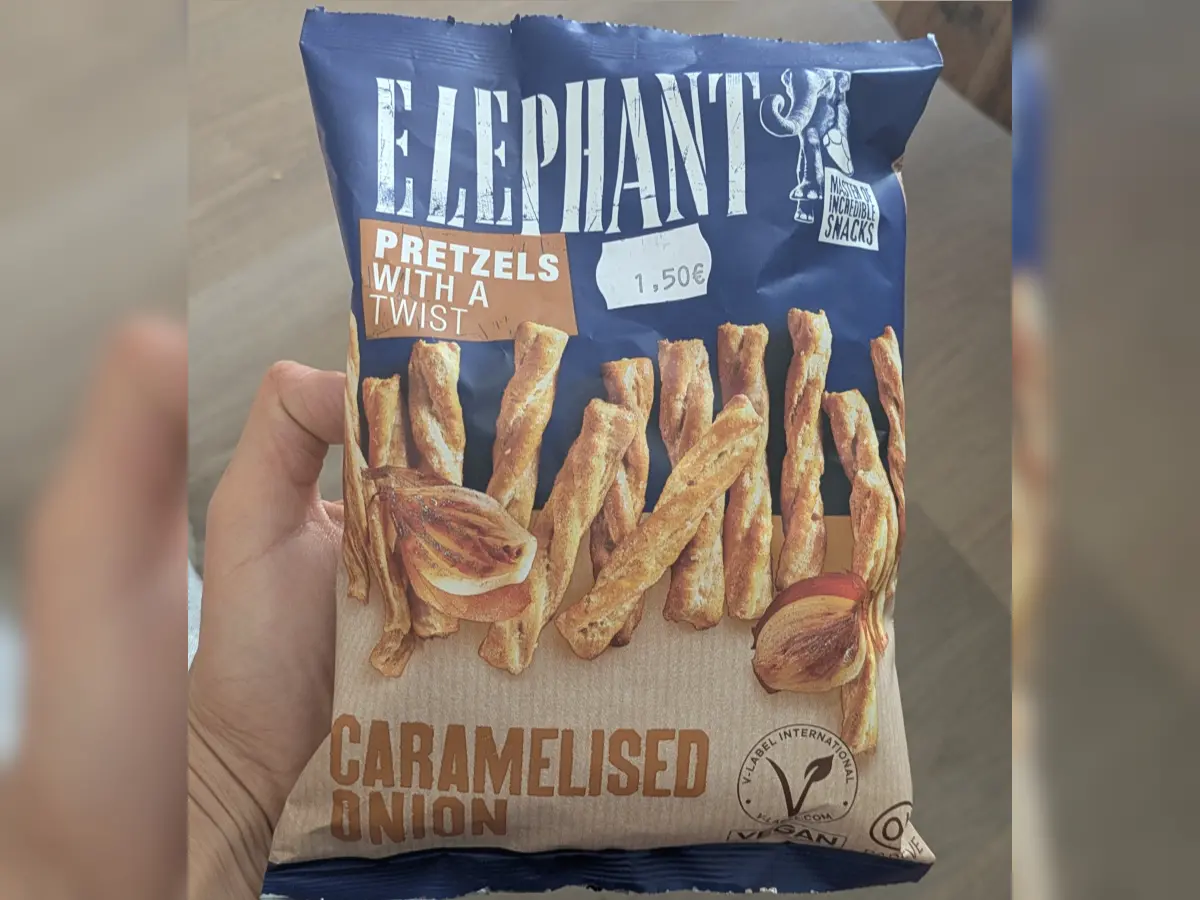 ELEPHANT
MASTER OF
INCREDIBLE
SNACKS
PRETZELS
WITH A
TWIST
1,50€
CARAMELISED
ONION
V-LABEL INTERNATIONAL
VEGAN